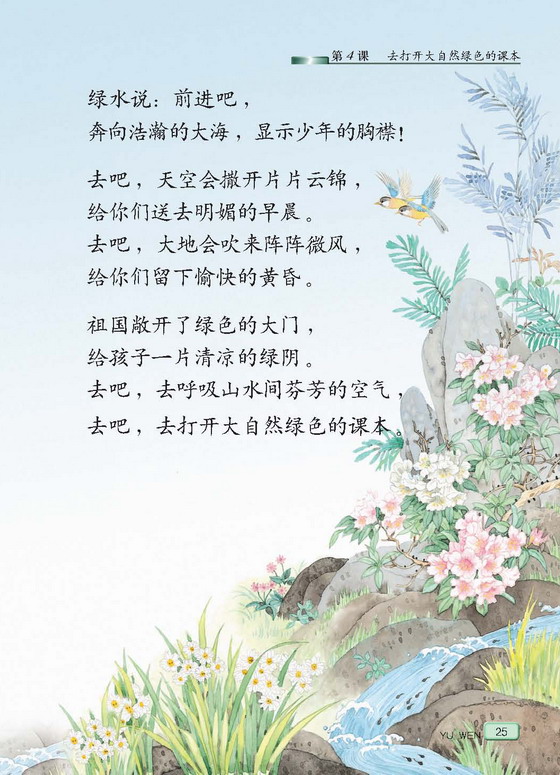 第4课 去打开大自然绿色的课本
绿水说：前进吧，
奔向浩瀚的大海，显示少年的胸襟！
去吧，天空会撒开片片云锦，
给你们送去明媚的早晨。
去吧，大地会吹来阵阵微风，
给你们留下愉快的黄昏。
祖国敞开了绿色的大门，
给孩子一片清凉的绿阴。
去吧，去呼吸山水间芬芳的空气，
去吧，去打开大自然绿色的课本。
YU WEN 25